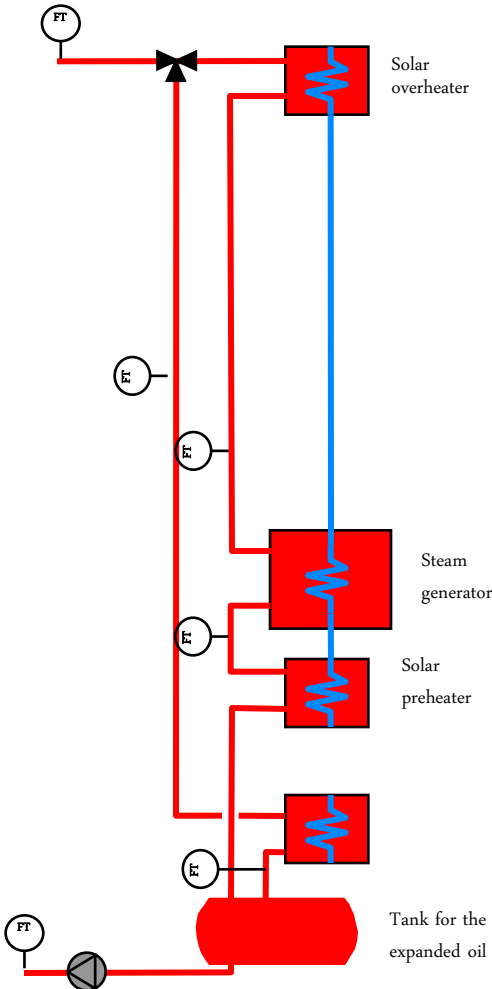 FT
Solar
overheater
FT
FT
Steam
generator
FT
Solar
preheater
FT
FT
Tank for the
expanded oil